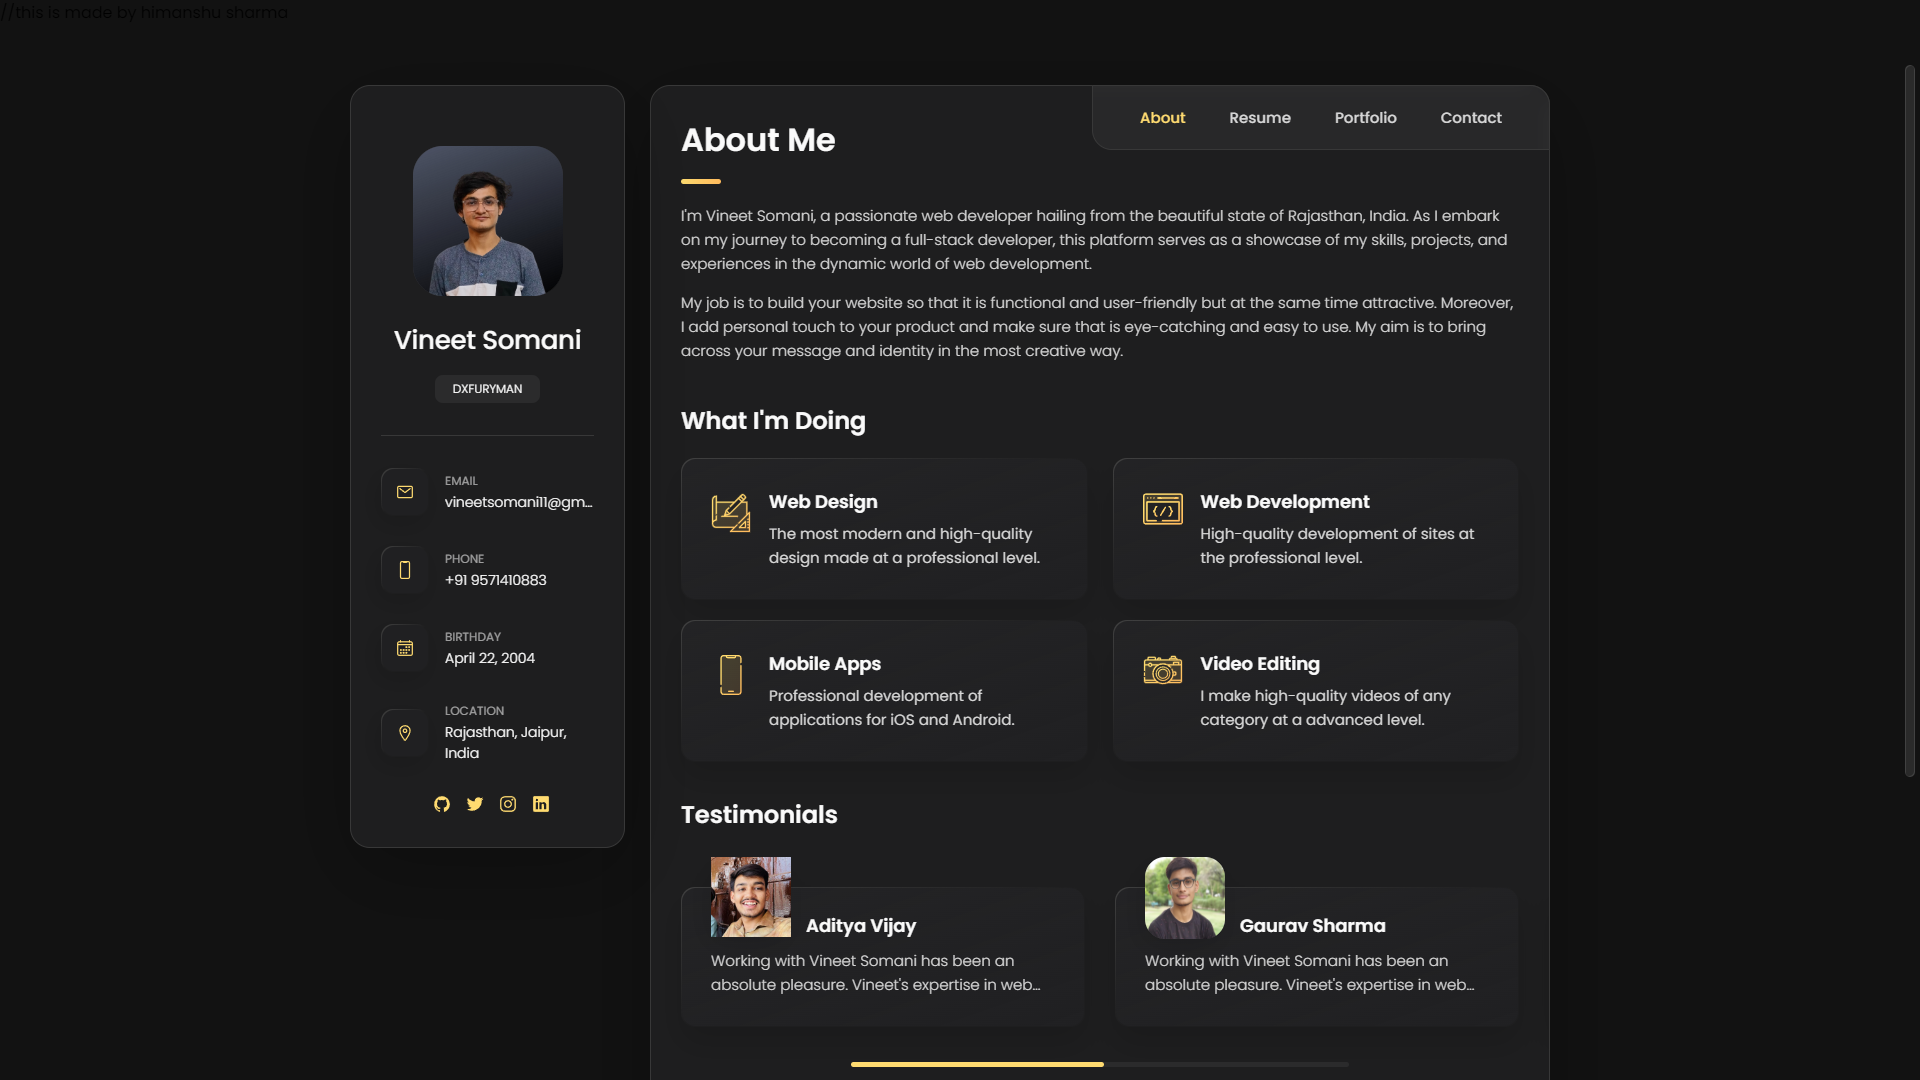 //this is made by himanshu sharma
Vineet Somani
DXFURYMAN
EMAIL
vineetsomani11@gm...
PHONE
+91 9571410883
BIRTHDAY
April 22, 2004
LOCATION
Rajasthan, Jaipur,
India
About
Resume
Portfolio
Contact
About Me
I'm Vineet Somani, a passionate web developer hailing from the beautiful state of Rajasthan, India. As I embark
on my journey to becoming a full-stack developer, this platform serves as a showcase of my skills, projects, and
experiences in the dynamic world of web development.
My job is to build your website so that it is functional and user-friendly but at the same time attractive. Moreover,
I add personal touch to your product and make sure that is eye-catching and easy to use. My aim is to bring
across your message and identity in the most creative way.
What I'm Doing
Web Design
The most modern and high-quality
design made at a professional level.
Web Development
High-quality development of sites at
the professional level.
Mobile Apps
Professional development of
applications for iOS and Android.
Video Editing
I make high-quality videos of any
category at a advanced level.
Testimonials
Aditya Vijay
Working with Vineet Somani has been an
absolute pleasure. Vineet's expertise in web...
Gaurav Sharma
Working with Vineet Somani has been an
absolute pleasure. Vineet's expertise in web...